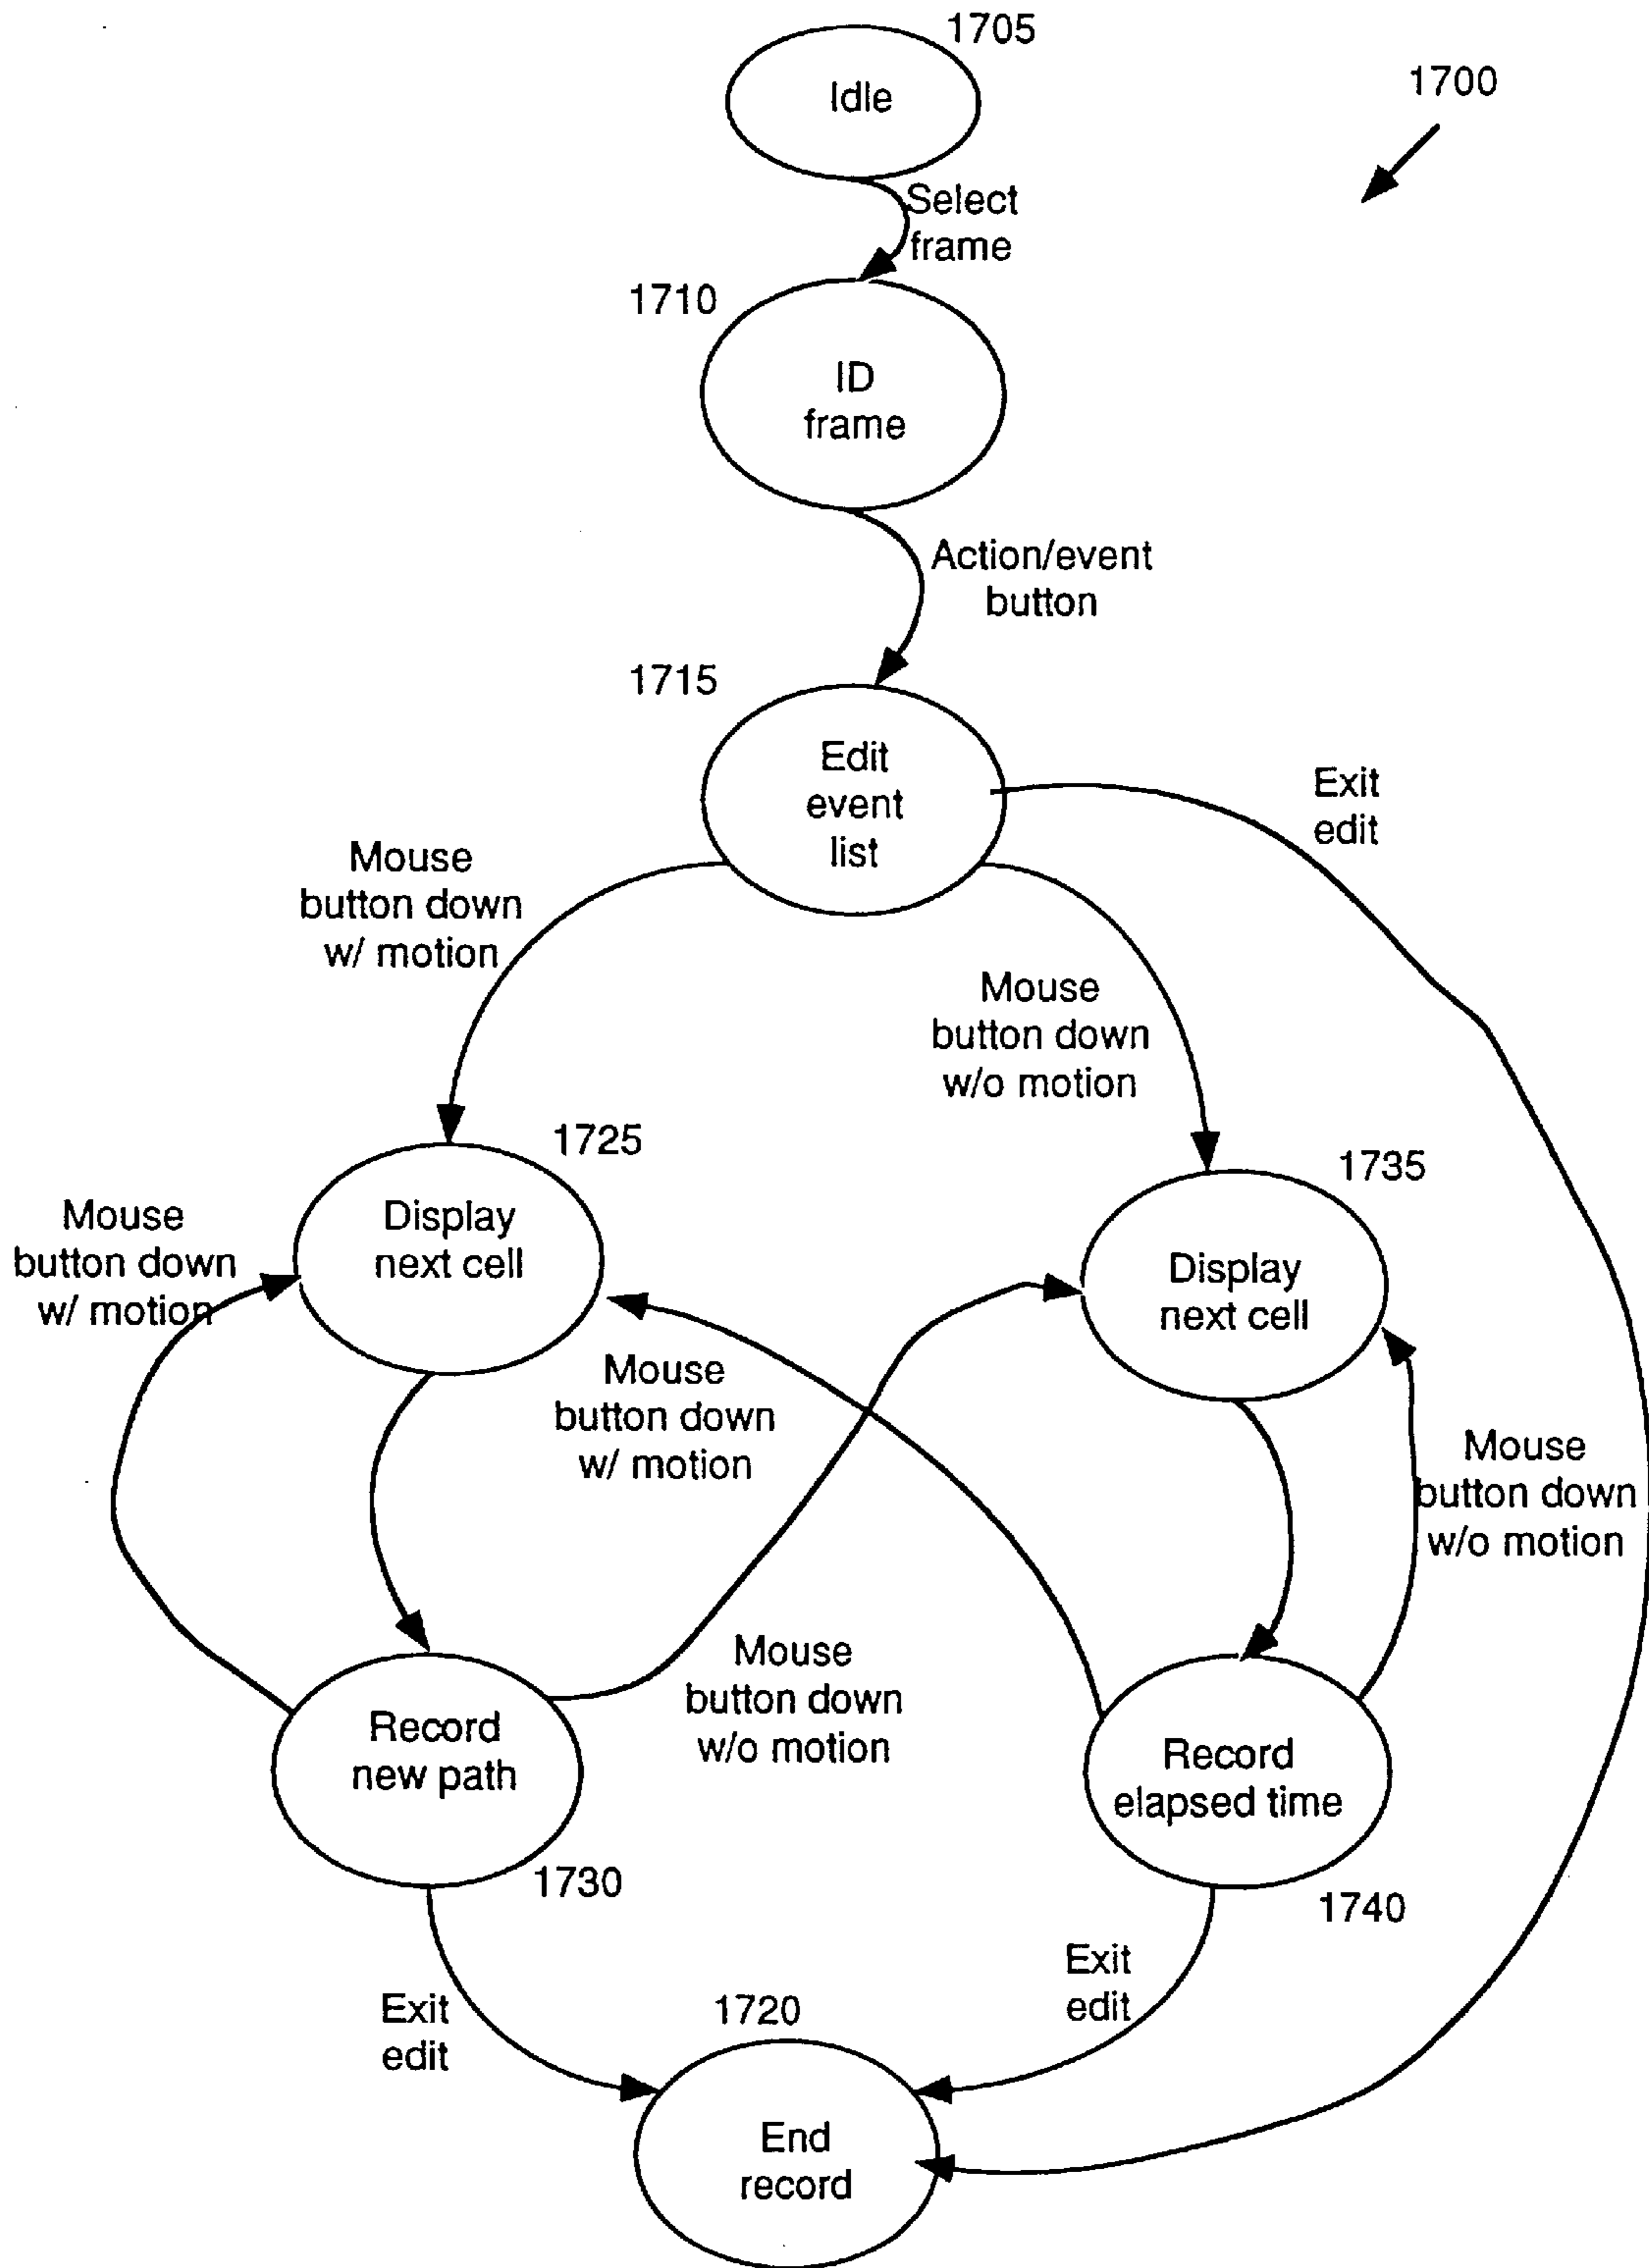 1705
Idle
1700
Select
frame
1710
ID
frame
Action/event
button
1715
Edit
event
list
Exit
edit
Mouse
button down
w/ motion
Mouse
button down
w/o motion
1725
Display
next cell
1735
Display
next cell
Mouse
button down
w/ motion
Mouse
button down
w/ motion
Mouse
button down
w/o motion
Mouse
button down
w/o motion
Record
new path
1730
Record
elapsed time
1740
Exit
edit
Exit
edit
1720
End
record